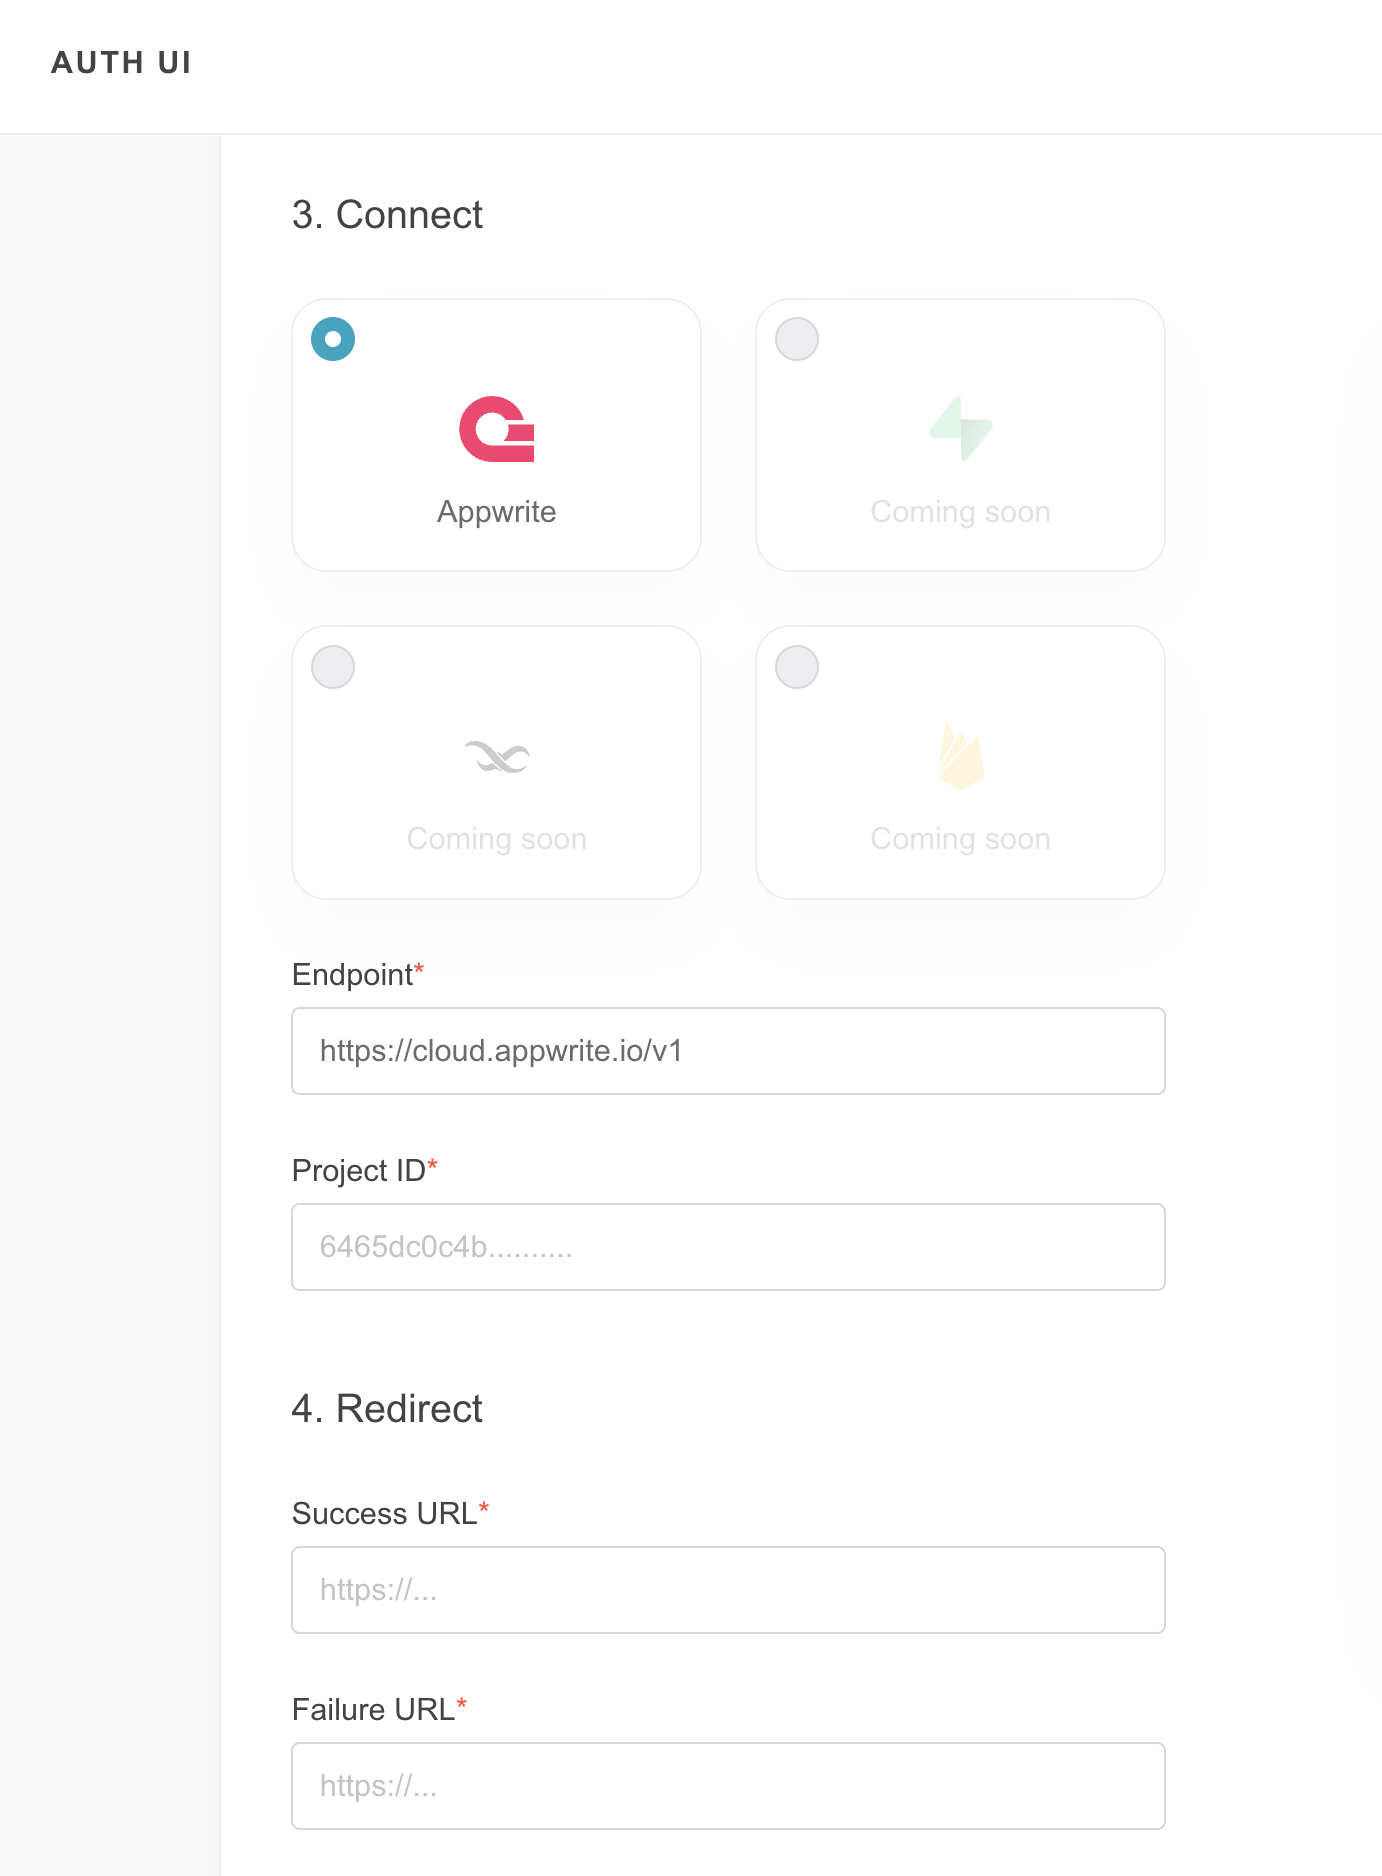 AUTH UI
3. Connect
Appwrite
Coming soon
Coming soon
Coming soon
Endpoint*
https://cloud.appwrite.io/v1
Project ID*
6465dc0c4b..........
4. Redirect
Success URL*
https://...
Failure URL*
https://...